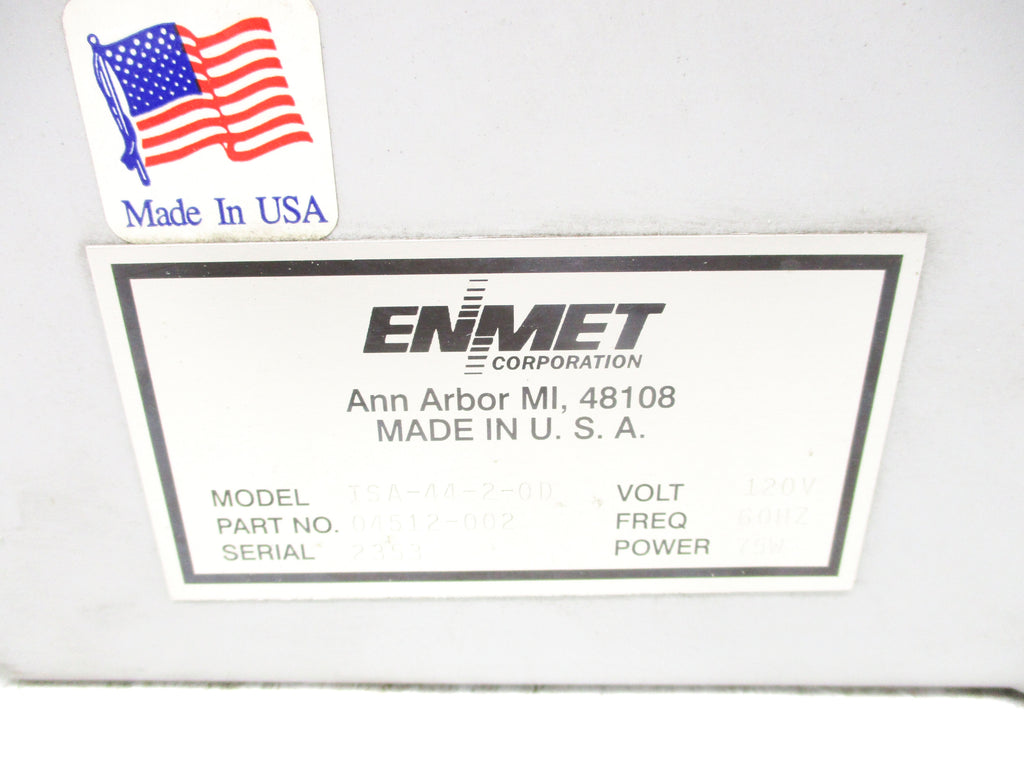 Made In USA
ENMET
CORPORATION
Ann Arbor MI, 48108
MADE IN U. S. A.
MODEL TSA-44-2-0D VOLT 120V
PART NO. 04512-002 FREQ 60HZ
SERIAL POWER 75W